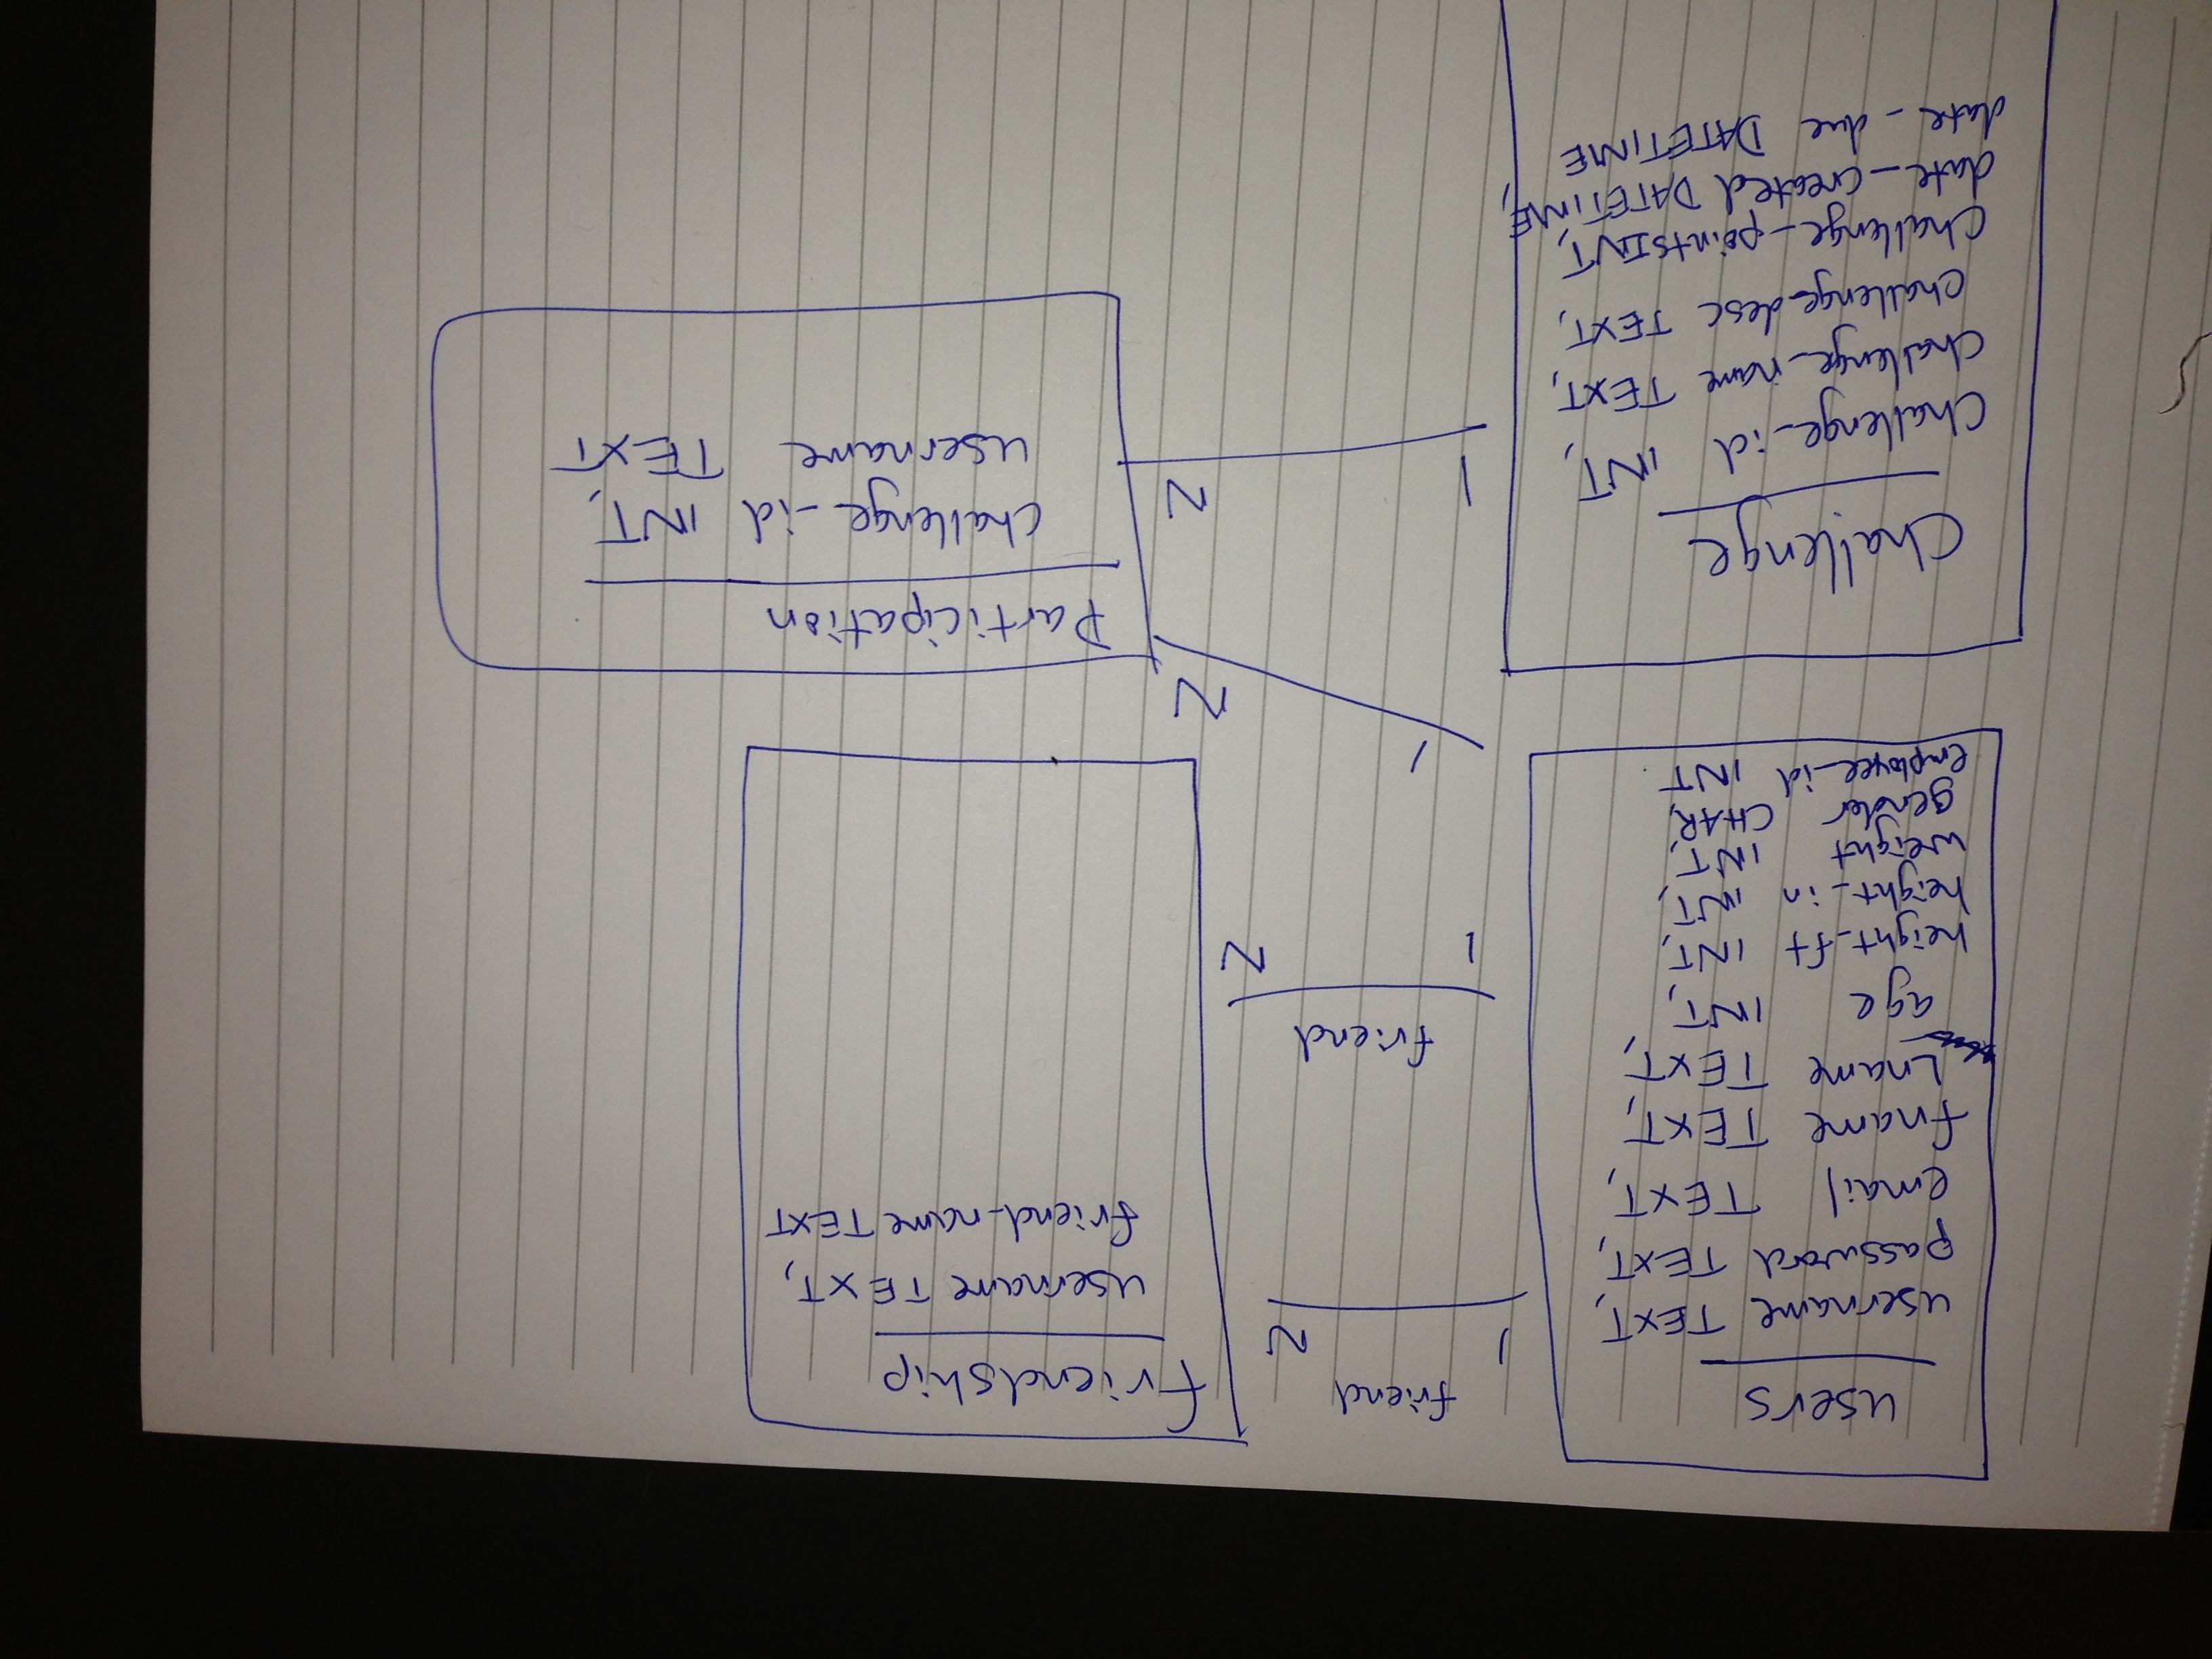 users
username TEXT,
password TEXT,
email TEXT,
fname TEXT,
Lname TEXT,
age INT,
height_ft INT,
height_in INT,
weight INT,
gender CHAR,
employee_id INT.
friend
1 N
friend
1 N
friendship
username TEXT,
friend_name TEXT
1 N
Challenge
Challenge_id INT,
challenge_name TEXT,
challenge_desc TEXT,
Challenge_points INT,
date_created DATETIME,
date_due DATETIME
1 N
Participation
challenge_id INT,
username TEXT